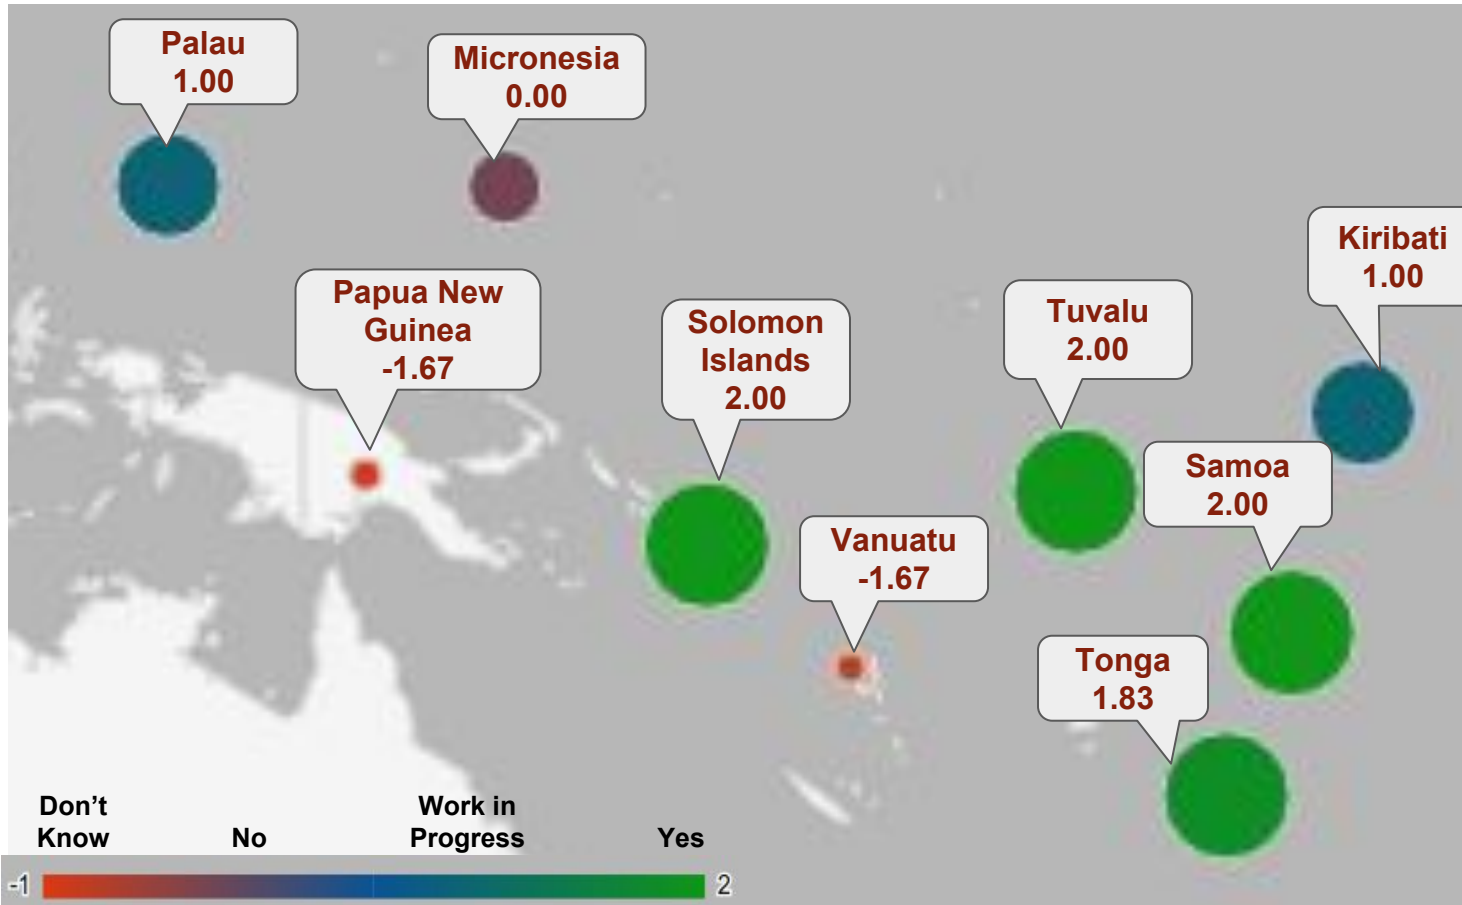 Palau
1.00
Micronesia
0.00
Kiribati
1.00
Papua New
Guinea
-1.67
Solomon
Islands
2.00
Tuvalu
2.00
Samoa
2.00
Vanuatu
-1.67
Tonga
1.83
Don't
Know
No
Work in
Progress
Yes
-1
2